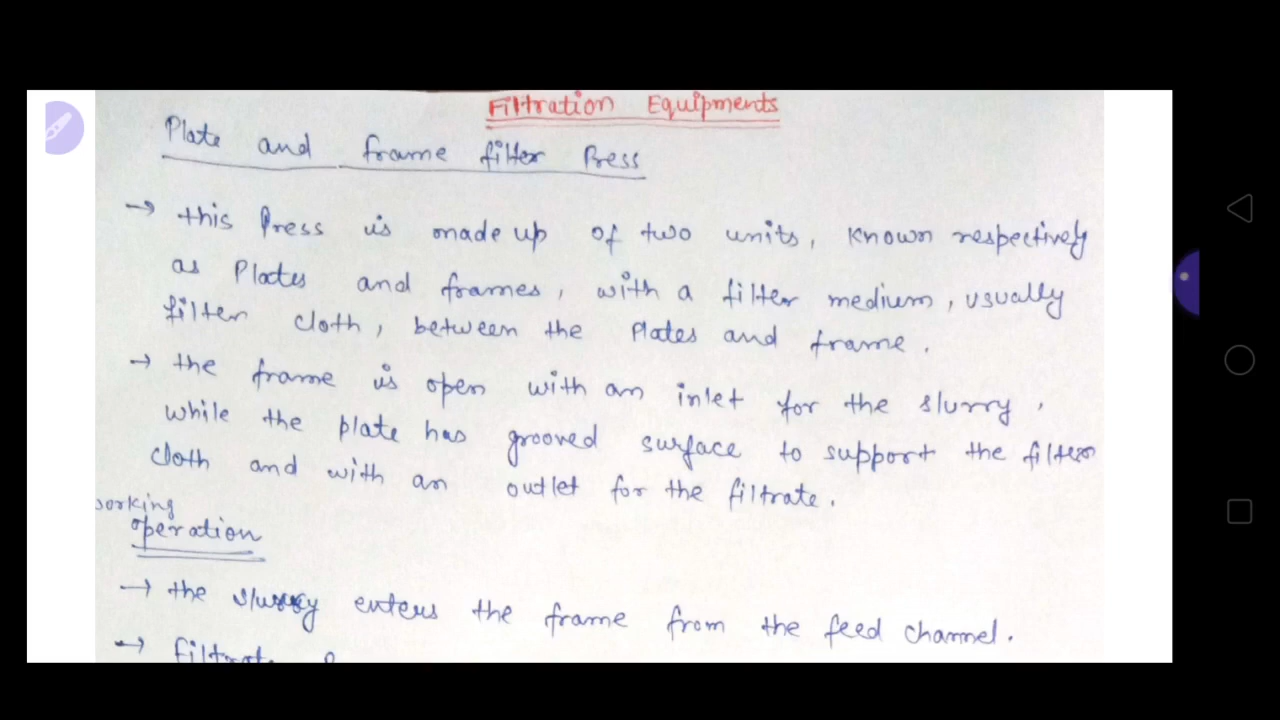 Filtration Equipments
Plate and frame filter Press
→ this Press is made up of two units, known respectively
as Plates and frames, with a filter medium, usually
filter cloth, between the Plates and frame.
→ the frame is open with an inlet for the slurry,
while the plate has grooved surface to support the filter
cloth and with an outlet for the filtrate.
working
operation
→ the slurry enters the frame from the feed channel.
→ filtrate